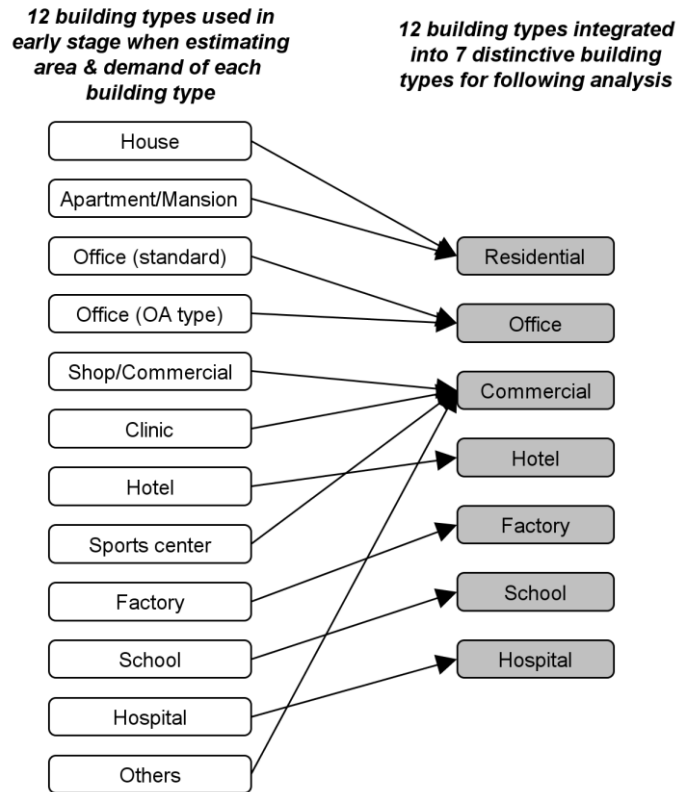 12 building types used in
early stage when estimating
area & demand of each
building type
12 building types integrated
into 7 distinctive building
types for following analysis
House
Apartment/Mansion
Office (standard)
Office (OA type)
Shop/Commercial
Clinic
Hotel
Sports center
Factory
School
Hospital
Others
Residential
Office
Commercial
Hotel
Factory
School
Hospital